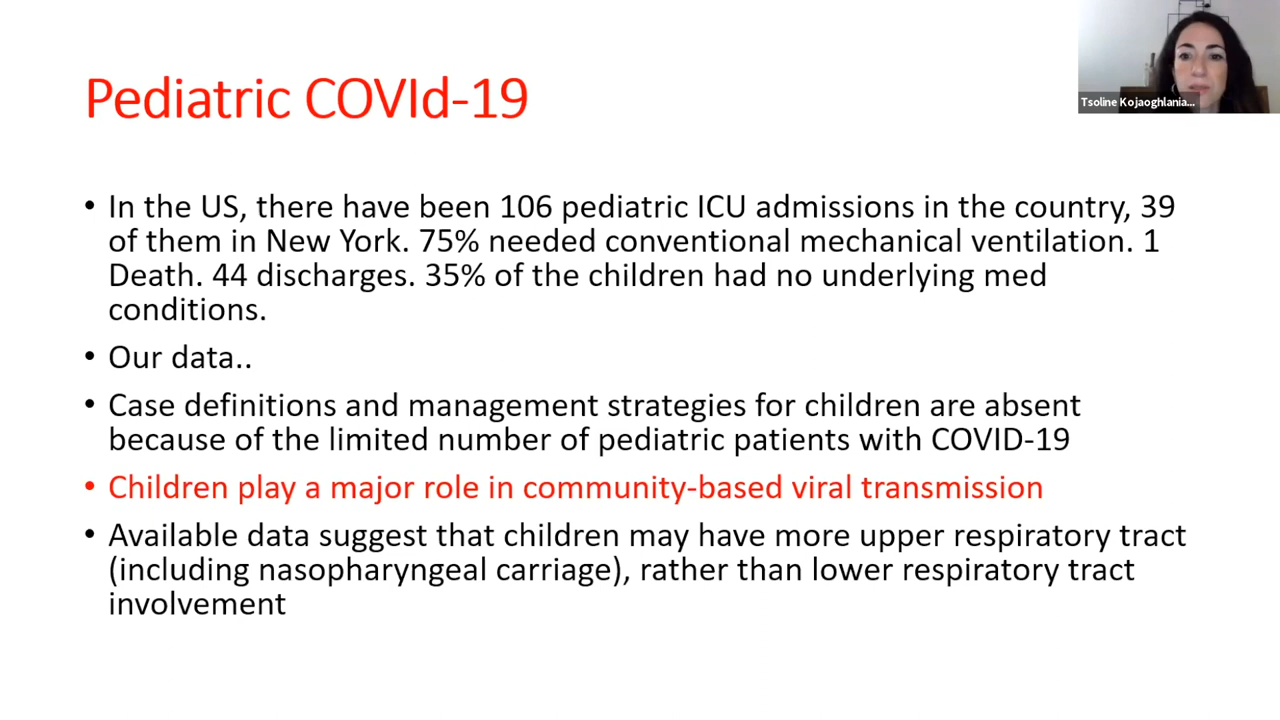 Pediatric COVId-19
Tsoline Kojaoghlania...
• In the US, there have been 106 pediatric ICU admissions in the country, 39
of them in New York. 75% needed conventional mechanical ventilation. 1
Death. 44 discharges. 35% of the children had no underlying med
conditions.
• Our data..
• Case definitions and management strategies for children are absent
because of the limited number of pediatric patients with COVID-19
• Children play a major role in community-based viral transmission
• Available data suggest that children may have more upper respiratory tract
(including nasopharyngeal carriage), rather than lower respiratory tract
involvement